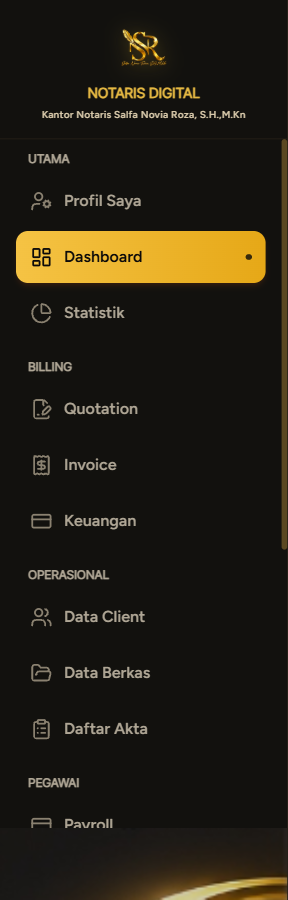 SR
NOTARIS DIGITAL
Kantor Notaris Salfa Novia Roza, S.H.,M.Kn
UTAMA
Profil Saya
Dashboard
Statistik
BILLING
Quotation
Invoice
Keuangan
OPERASIONAL
Data Client
Data Berkas
Daftar Akta
PEGAWAI
Payroll